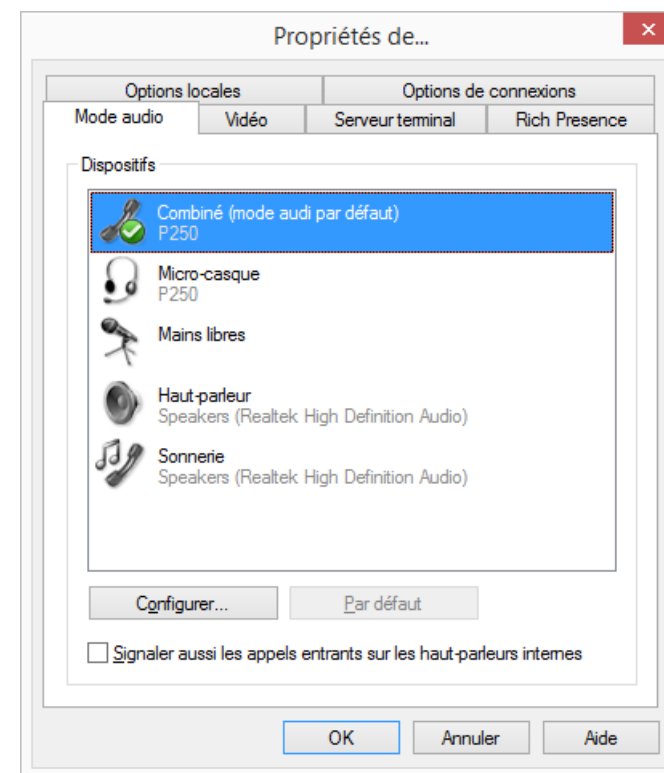 Propriétés de...
Options locales
Options de connexions
Mode audio
Vidéo
Serveur terminal
Rich Presence
Dispositifs
Combiné (mode audi par défaut)
P250
Micro-casque
P250
Mains libres
Haut-parleur
Speakers (Realtek High Definition Audio)
Sonnerie
Speakers (Realtek High Definition Audio)
Configurer...
Par défaut
Signaler aussi les appels entrants sur les haut-parleurs internes
OK
Annuler
Aide